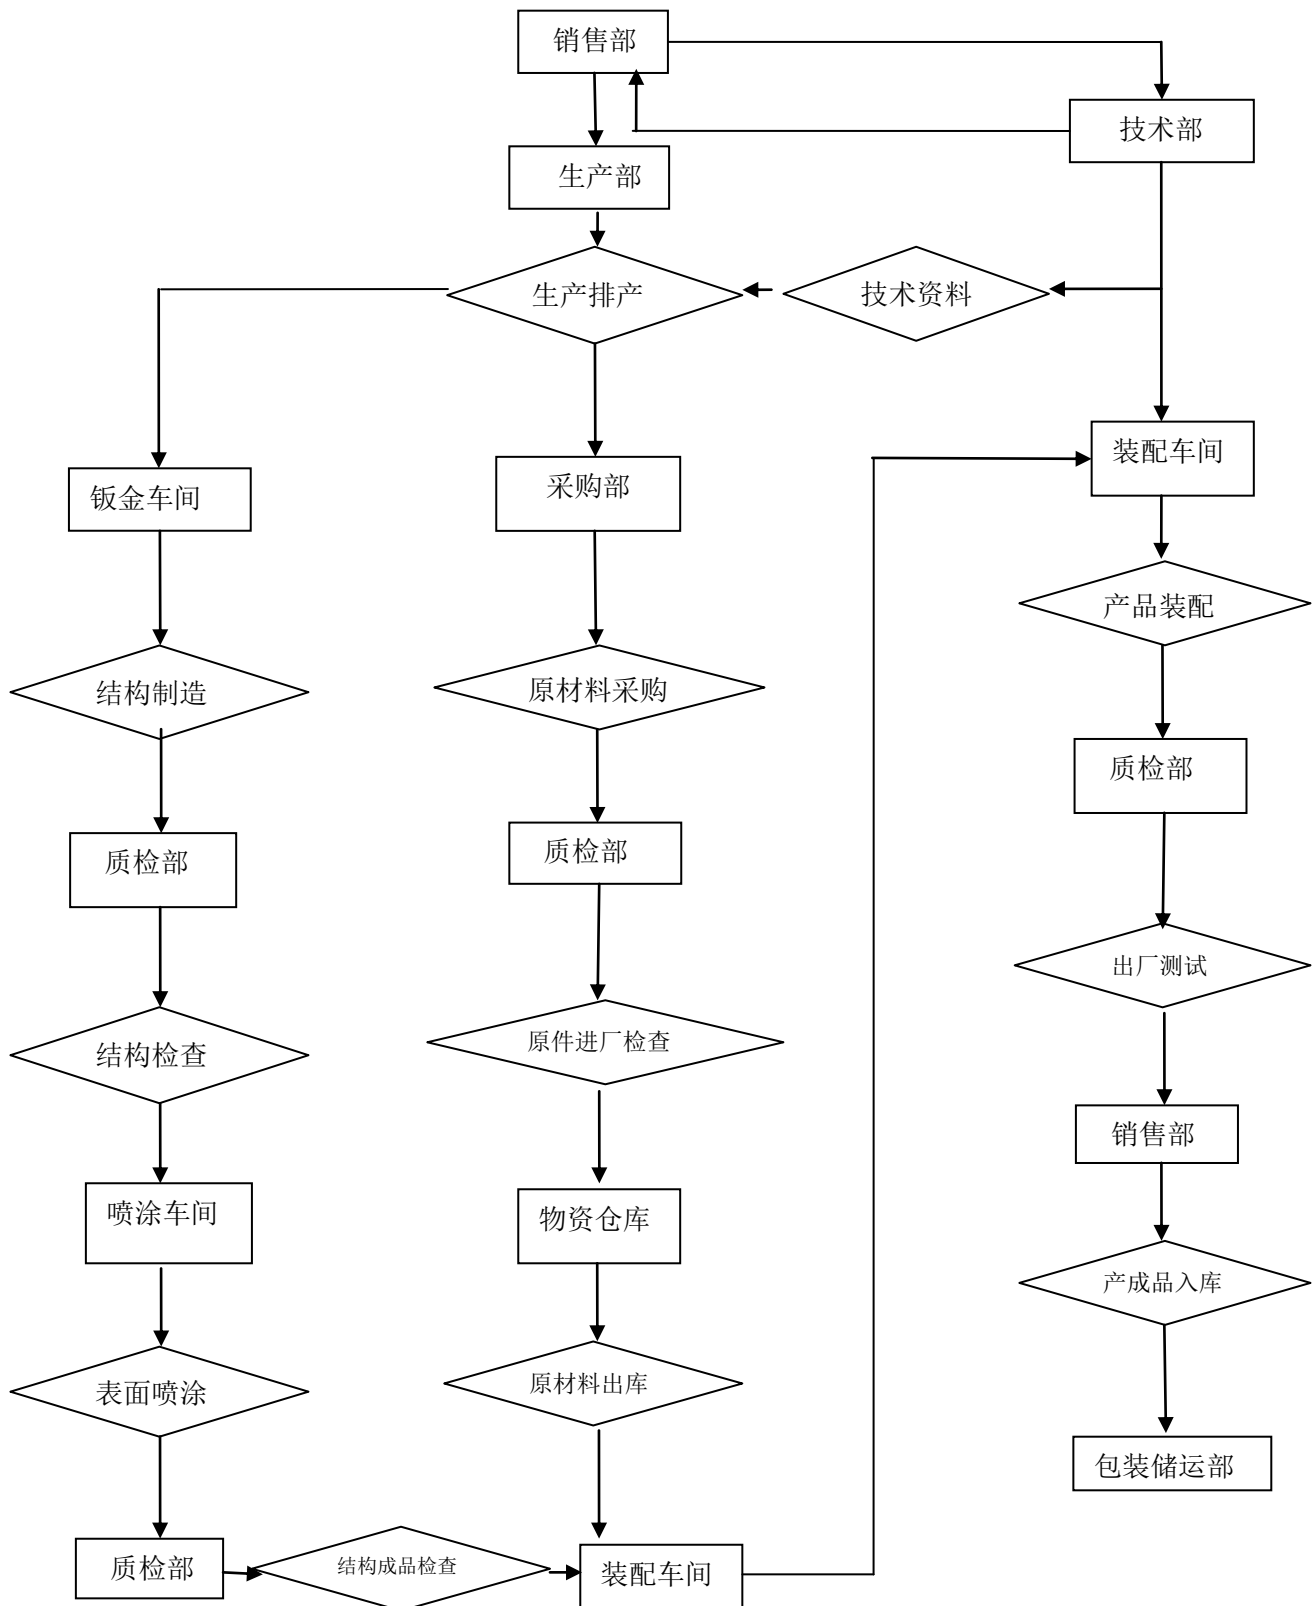 销售部
技术部
生产部
生产排产
技术资料
装配车间
钣金车间
采购部
产品装配
结构制造
原材料采购
质检部
质检部
质检部
出厂测试
结构检查
原件进厂检查
销售部
喷涂车间
物资仓库
产成品入库
表面喷涂
原材料出库
包装储运部
质检部
结构成品检查
装配车间